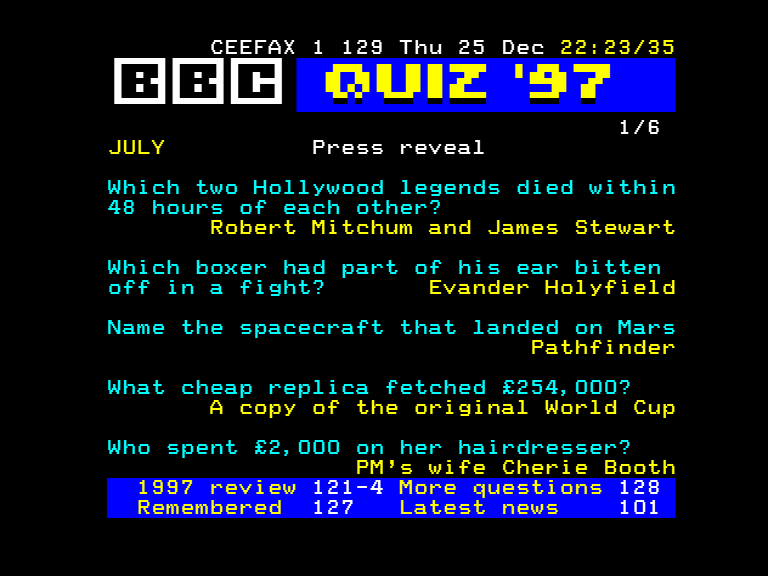 CEEFAX 1 129 Thu 25 Dec 22:23/35
BBC QUIZ '97
1/6
JULY Press reveal
Which two Hollywood legends died within
48 hours of each other?
Robert Mitchum and James Stewart
Which boxer had part of his ear bitten
off in a fight? Evander Holyfield
Name the spacecraft that landed on Mars
Pathfinder
What cheap replica fetched £254,000?
A copy of the original World Cup
Who spent £2,000 on her hairdresser?
PM's wife Cherie Booth
1997 review 121-4 More questions 128
Remembered 127 Latest news 101